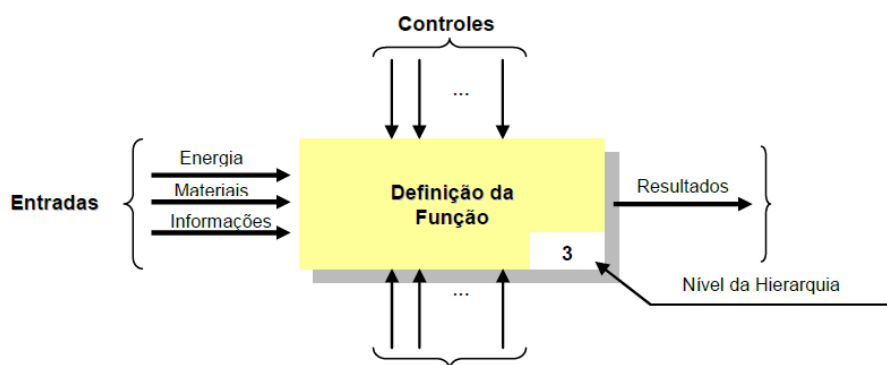 Controles
...
Energia
Materiais
Informações
Entradas
Definição da
Função
3
Resultados
Nível da Hierarquia
...